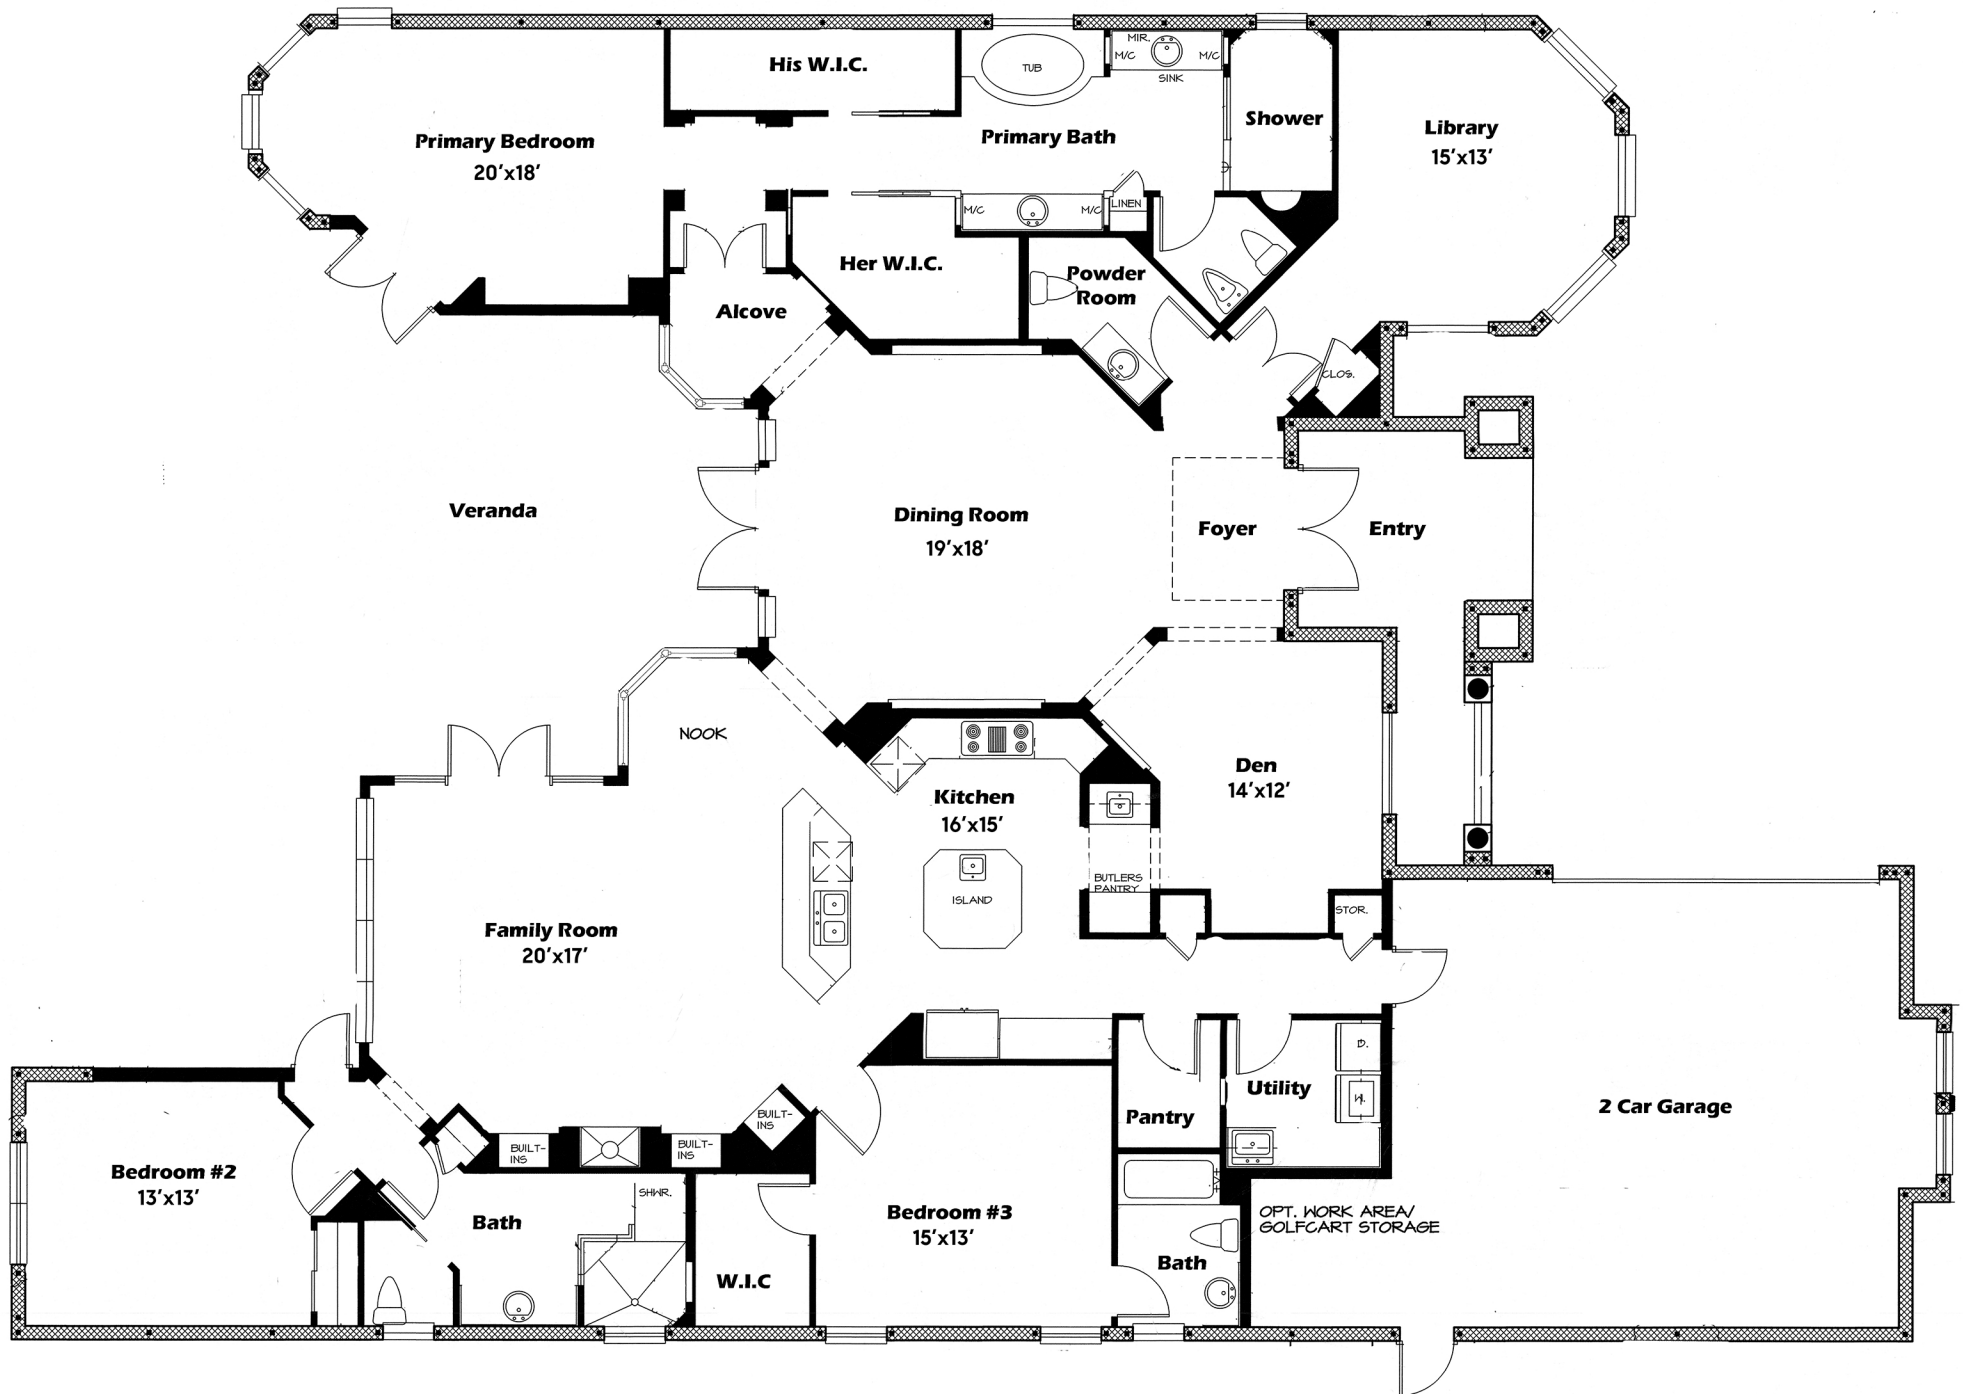 His W.I.C.
TUB
MIR.
M/C
M/C
SINK
Shower
Primary Bedroom
20'x18'
Primary Bath
Library
15'x13'
M/C
M/C
LINEN
Her W.I.C.
Powder
Room
Alcove
CLOS.
Veranda
Dining Room
19'x18'
Foyer
Entry
NOOK
Kitchen
16'x15'
Den
14'x12'
BUTLERS
PANTRY
ISLAND
STOR.
Family Room
20'x17'
D.
W.
Utility
Pantry
2 Car Garage
BUILT-
INS
BUILT-
INS
BUILT-
INS
Bedroom #2
13'x13'
SHWR.
Bath
W.I.C
Bedroom #3
15'x13'
Bath
OPT. WORK AREA/
GOLFCART STORAGE